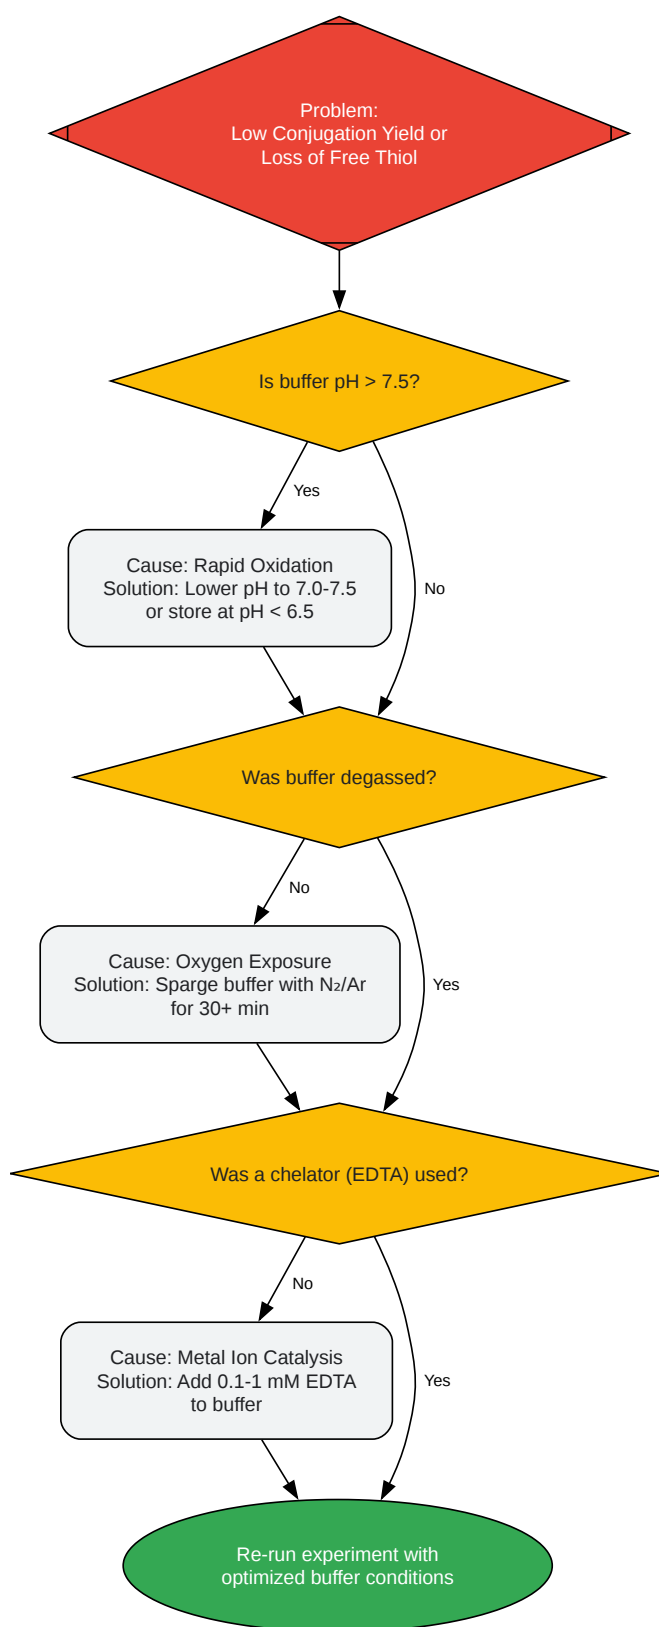 Problem:
Low Conjugation Yield or
Loss of Free Thiol
Is buffer pH > 7.5?
Yes
Cause: Rapid Oxidation
Solution: Lower pH to 7.0-7.5
or store at pH < 6.5
No
Was buffer degassed?
No
Cause: Oxygen Exposure
Solution: Sparge buffer with N₂/Ar
for 30+ min
Yes
Was a chelator (EDTA) used?
No
Cause: Metal Ion Catalysis
Solution: Add 0.1-1 mM EDTA
to buffer
Yes
Re-run experiment with
optimized buffer conditions